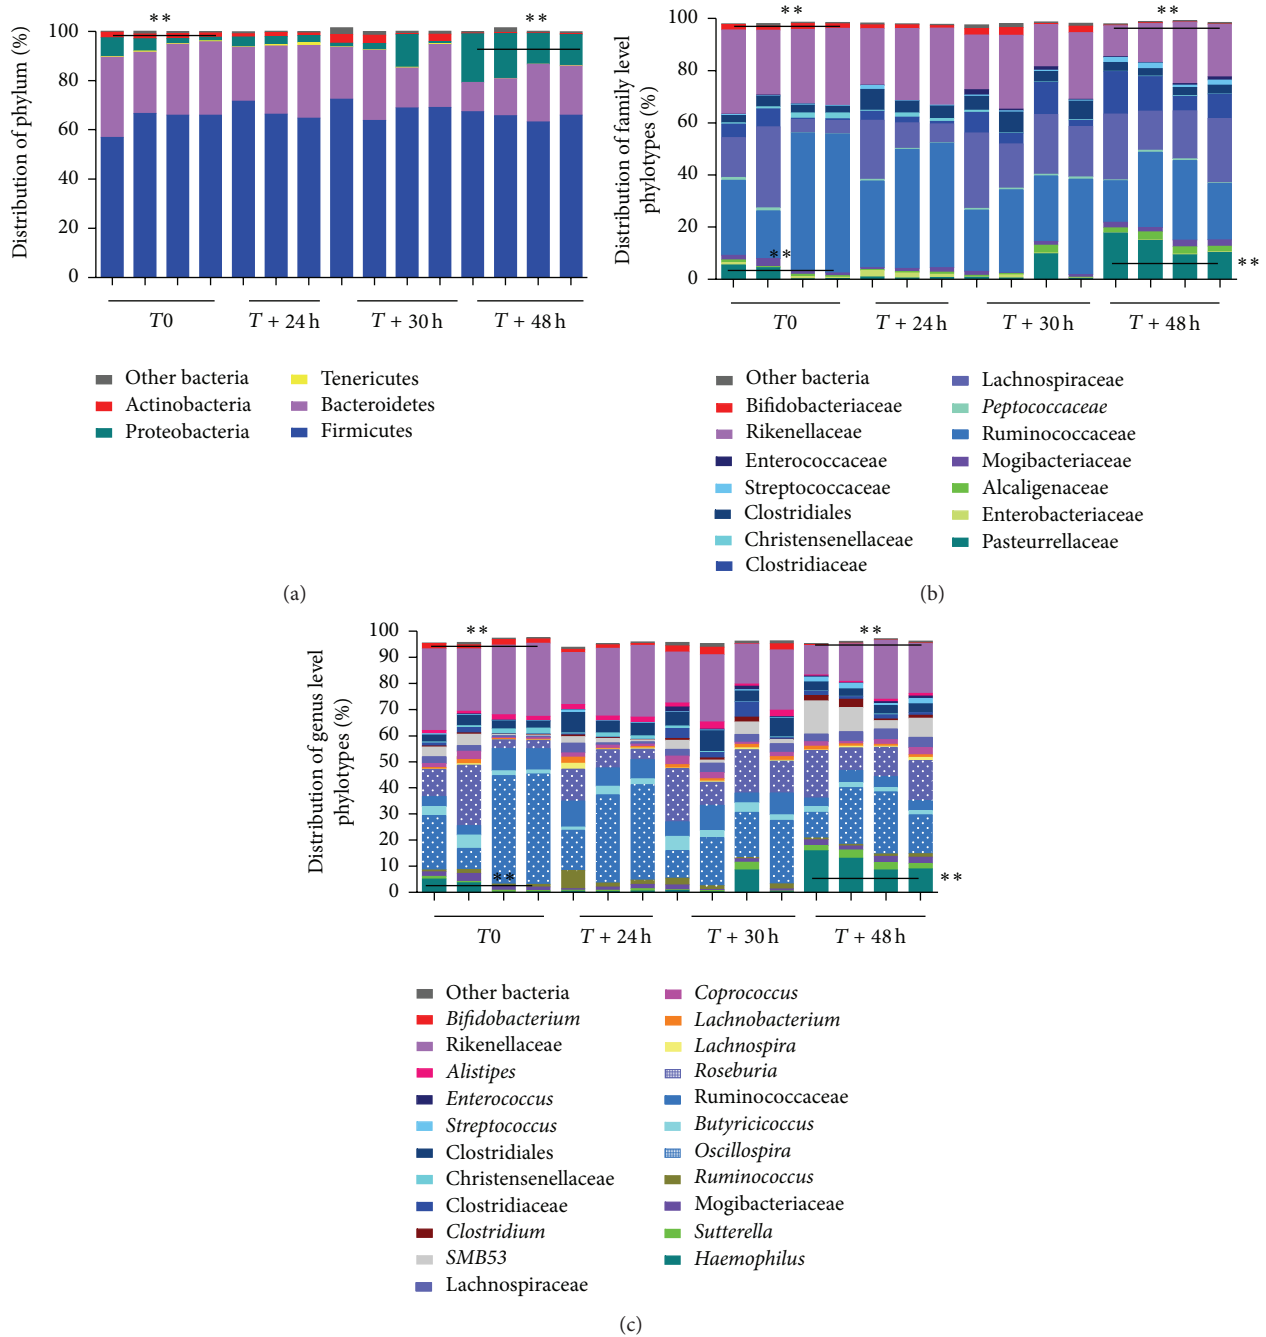 Distribution of phylum (%)
100
80
60
40
20
0
**
**
T0
T + 24 h
T + 30 h
T + 48 h
Other bacteria
Actinobacteria
Proteobacteria
Tenericutes
Bacteroidetes
Firmicutes
(a)
Distribution of family level
phylotypes (%)
100
80
60
40
20
0
**
**
**
**
T0
T + 24 h
T + 30 h
T + 48 h
Other bacteria
Bifidobacteriaceae
Rikenellaceae
Enterococcaceae
Streptococcaceae
Clostridiales
Christensenellaceae
Clostridiaceae
Lachnospiraceae
Peptococcaceae
Ruminococcaceae
Mogibacteriaceae
Alcaligenaceae
Enterobacteriaceae
Pasteurrellaceae
(b)
Distribution of genus level
phylotypes (%)
100
90
80
70
60
50
40
30
20
10
0
**
**
**
**
T0
T + 24 h
T + 30 h
T + 48 h
Other bacteria
Bifidobacterium
Rikenellaceae
Alistipes
Enterococcus
Streptococcus
Clostridiales
Christensenellaceae
Clostridiaceae
Clostridium
SMB53
Lachnospiraceae
Coprococcus
Lachnobacterium
Lachnospira
Roseburia
Ruminococcaceae
Butyricicoccus
Oscillospira
Ruminococcus
Mogibacteriaceae
Sutterella
Haemophilus
(c)